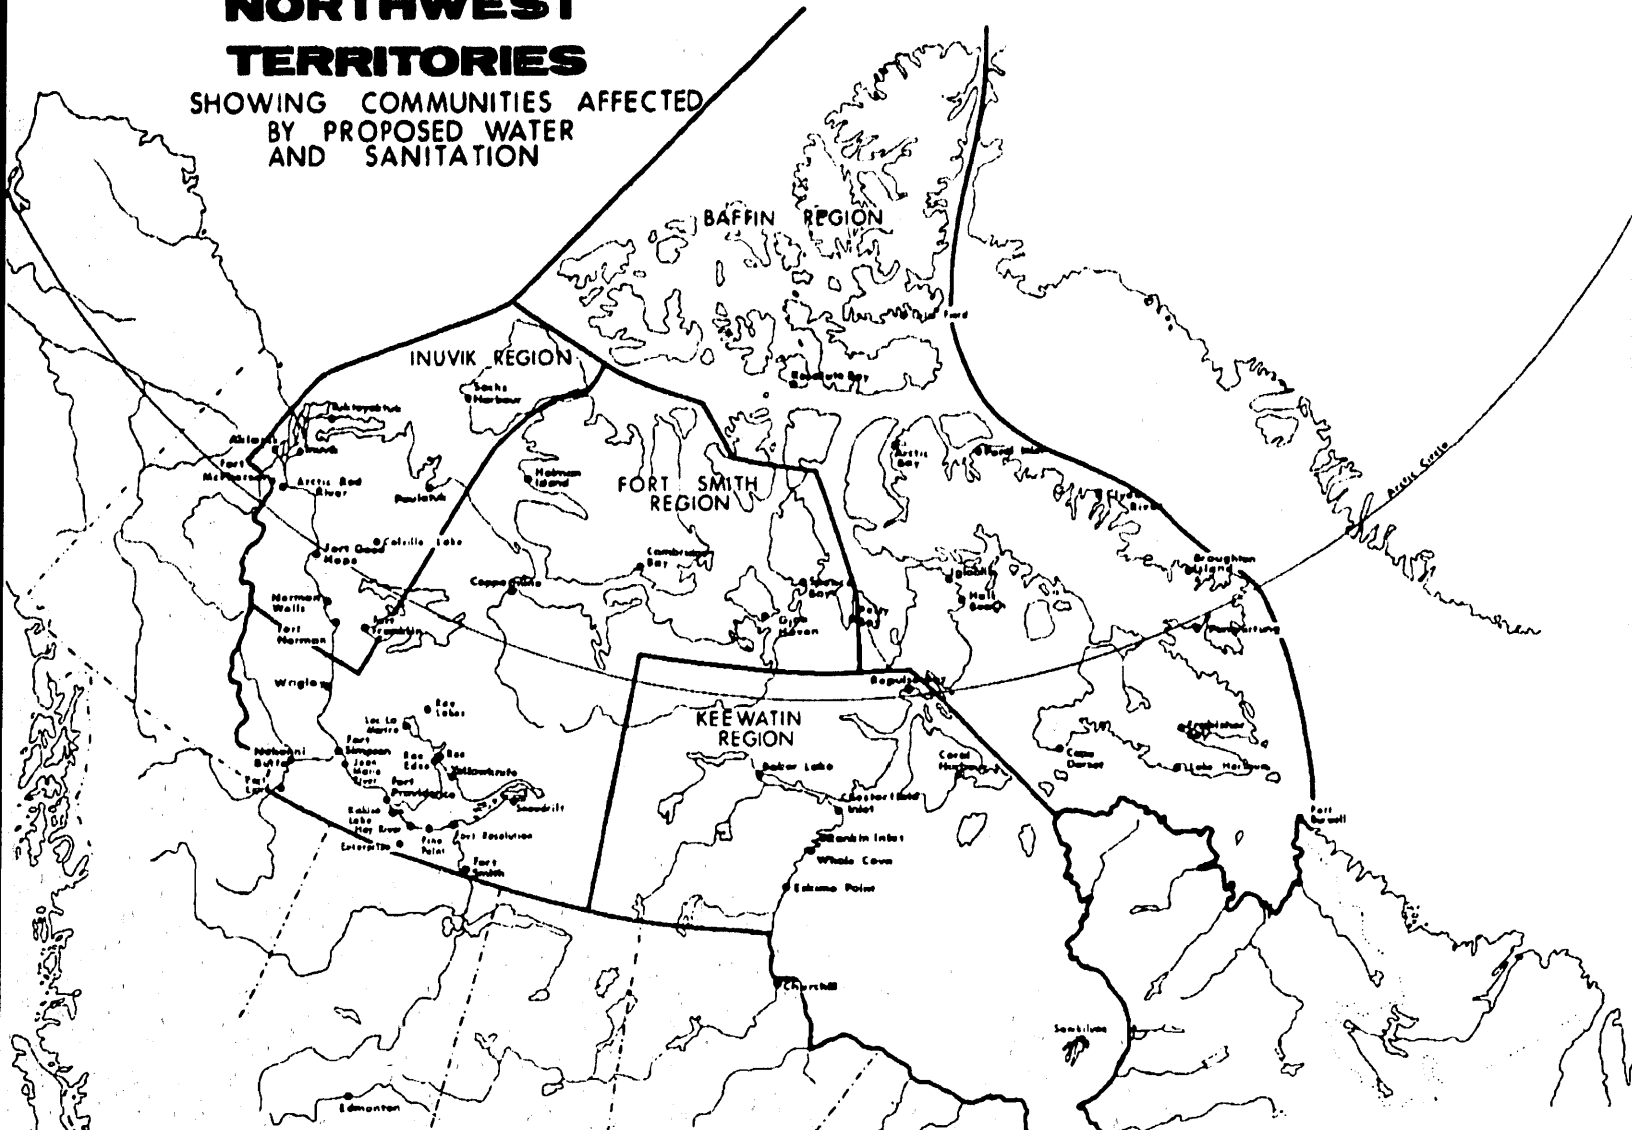 NORTHWEST
TERRITORIES
SHOWING COMMUNITIES AFFECTED
BY PROPOSED WATER
AND SANITATION
BAFFIN REGION
INUVIK REGION
Sachs
Harbour
Resolute Bay
Tuktoyaktuk
Aklavik
Inuvik
Fort
McPherson
Arctic Red
River
Paulatuk
Holman
Island
FORT SMITH
REGION
Arctic
Bay
Pond Inlet
Clyde
River
Arctic Circle
Fort Good
Hope
Colville Lake
Coppermine
Cambridge
Bay
Spence
Bay
Pelly
Bay
Igloolik
Hall
Beach
Broughton
Island
Norman
Wells
Fort
Norman
Fort
Franklin
Gjoa
Haven
Pangnirtung
Wrigley
Repulse Bay
Rae
Lakes
Lac La
Martre
KEEWATIN
REGION
Frobisher
Fort
Simpson
Nahanni
Butte
Jean
Marie
River
Rae
Edzo
Rae
Yellowknife
Baker Lake
Coral
Harbour
Cape
Dorset
Lake Harbour
Fort
Liard
Fort
Providence
Snowdrift
Chesterfield
Inlet
Port
Burwell
Kakisa
Lake
Hay River
Enterprise
Pine
Point
Fort Resolution
Rankin Inlet
Whale Cove
Fort
Smith
Eskimo Point
Churchill
Sanikiluaq
Edmonton